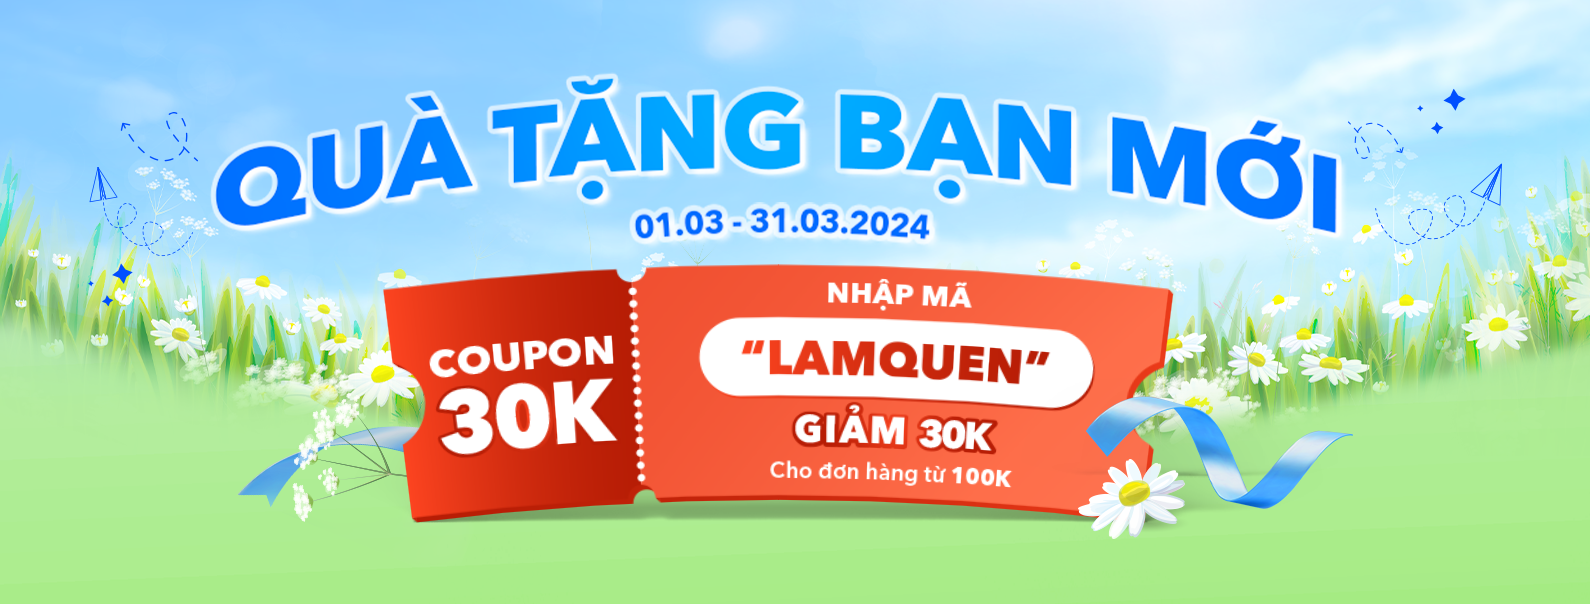 QUÀ TẶNG BẠN MỚI
01.03 - 31.03.2024
COUPON
30K
NHẬP MÃ
“LAMQUEN”
GIẢM 30K
Cho đơn hàng từ 100K